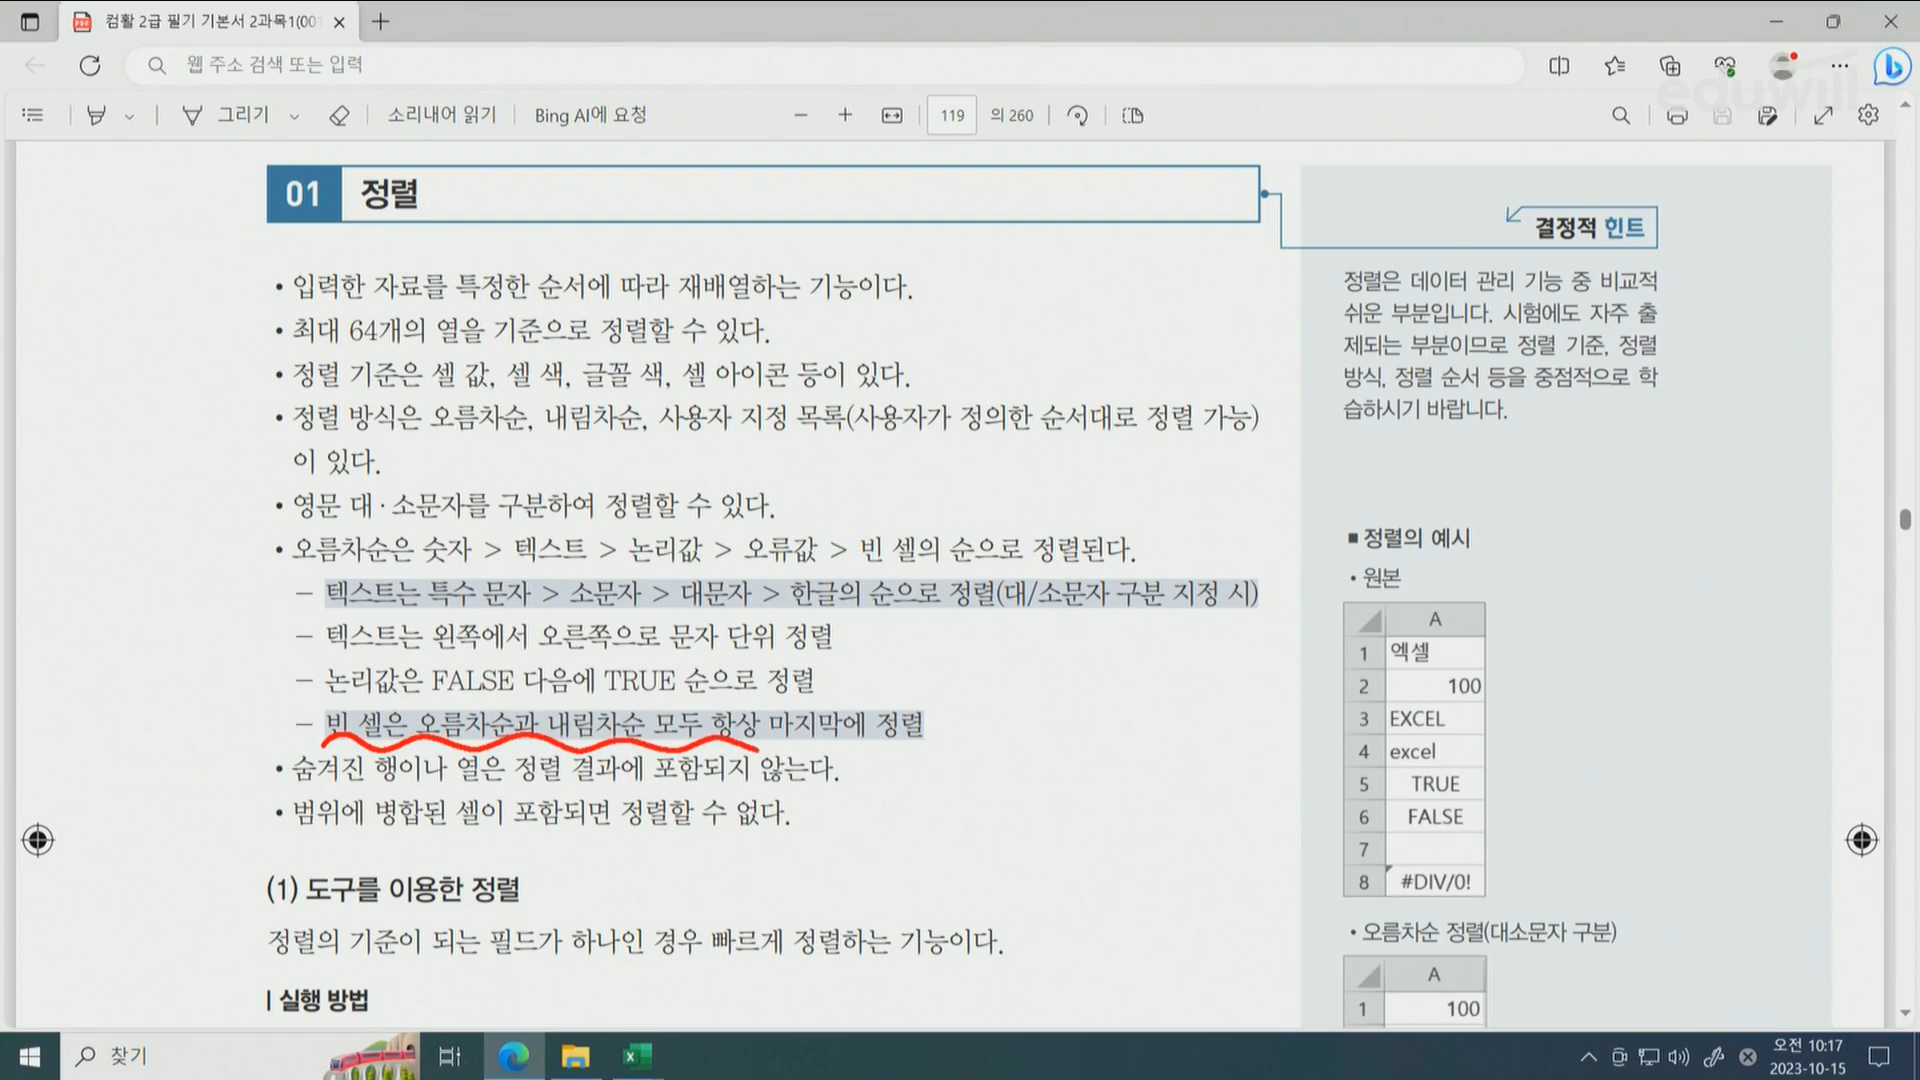 컴활 2급 필기 기본서 2과목1(001
웹 주소 검색 또는 입력
eduwill
그리기
소리내어 읽기
Bing AI에 요청
119
의 260
01 정렬
• 입력한 자료를 특정한 순서에 따라 재배열하는 기능이다.
• 최대 64개의 열을 기준으로 정렬할 수 있다.
• 정렬 기준은 셀 값, 셀 색, 글꼴 색, 셀 아이콘 등이 있다.
• 정렬 방식은 오름차순, 내림차순, 사용자 지정 목록(사용자가 정의한 순서대로 정렬 가능)
이 있다.
• 영문 대·소문자를 구분하여 정렬할 수 있다.
• 오름차순은 숫자 > 텍스트 > 논리값 > 오류값 > 빈 셀의 순으로 정렬된다.
– 텍스트는 특수 문자 > 소문자 > 대문자 > 한글의 순으로 정렬(대/소문자 구분 지정 시)
– 텍스트는 왼쪽에서 오른쪽으로 문자 단위 정렬
– 논리값은 FALSE 다음에 TRUE 순으로 정렬
– 빈 셀은 오름차순과 내림차순 모두 항상 마지막에 정렬
• 숨겨진 행이나 열은 정렬 결과에 포함되지 않는다.
• 범위에 병합된 셀이 포함되면 정렬할 수 없다.
(1) 도구를 이용한 정렬
정렬의 기준이 되는 필드가 하나인 경우 빠르게 정렬하는 기능이다.
| 실행 방법
결정적 힌트
정렬은 데이터 관리 기능 중 비교적
쉬운 부분입니다. 시험에도 자주 출
제되는 부분이므로 정렬 기준, 정렬
방식, 정렬 순서 등을 중점적으로 학
습하시기 바랍니다.
■ 정렬의 예시
• 원본
A
1 엑셀
2 100
3 EXCEL
4 excel
5 TRUE
6 FALSE
7
8 #DIV/0!
• 오름차순 정렬(대소문자 구분)
A
1 100
찾기
오전 10:17
2023-10-15